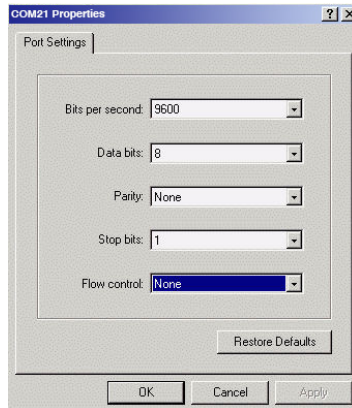 COM21 Properties
Port Settings
Bits per second: 9600
Data bits: 8
Parity: None
Stop bits: 1
Flow control: None
Restore Defaults
OK Cancel Apply